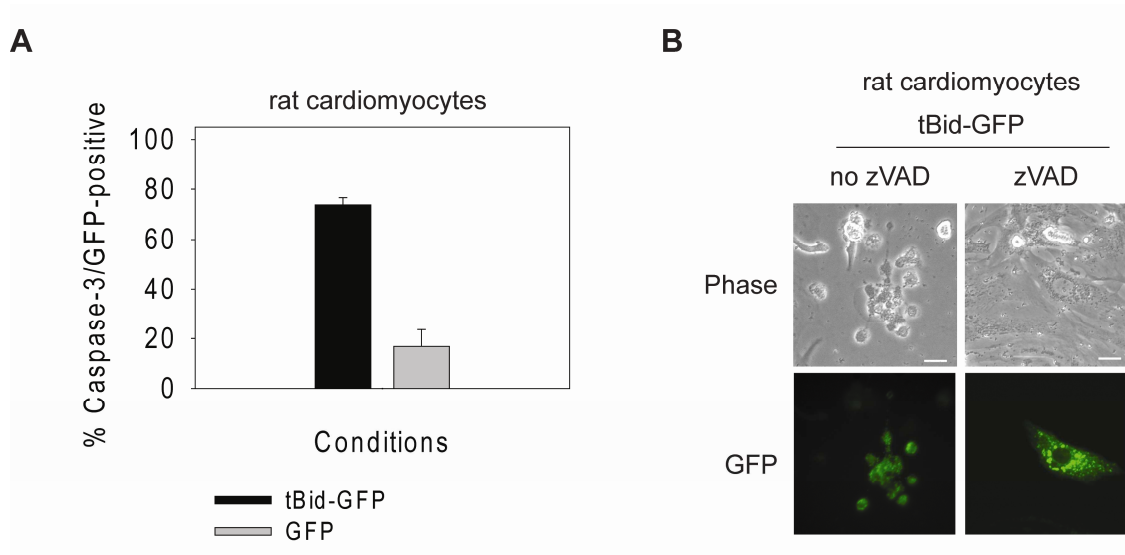 A
rat cardiomyocytes
% Caspase-3/GFP-positive
100
80
60
40
20
0
Conditions
tBid-GFP
GFP
B
rat cardiomyocytes
tBid-GFP
no zVAD
zVAD
Phase
GFP